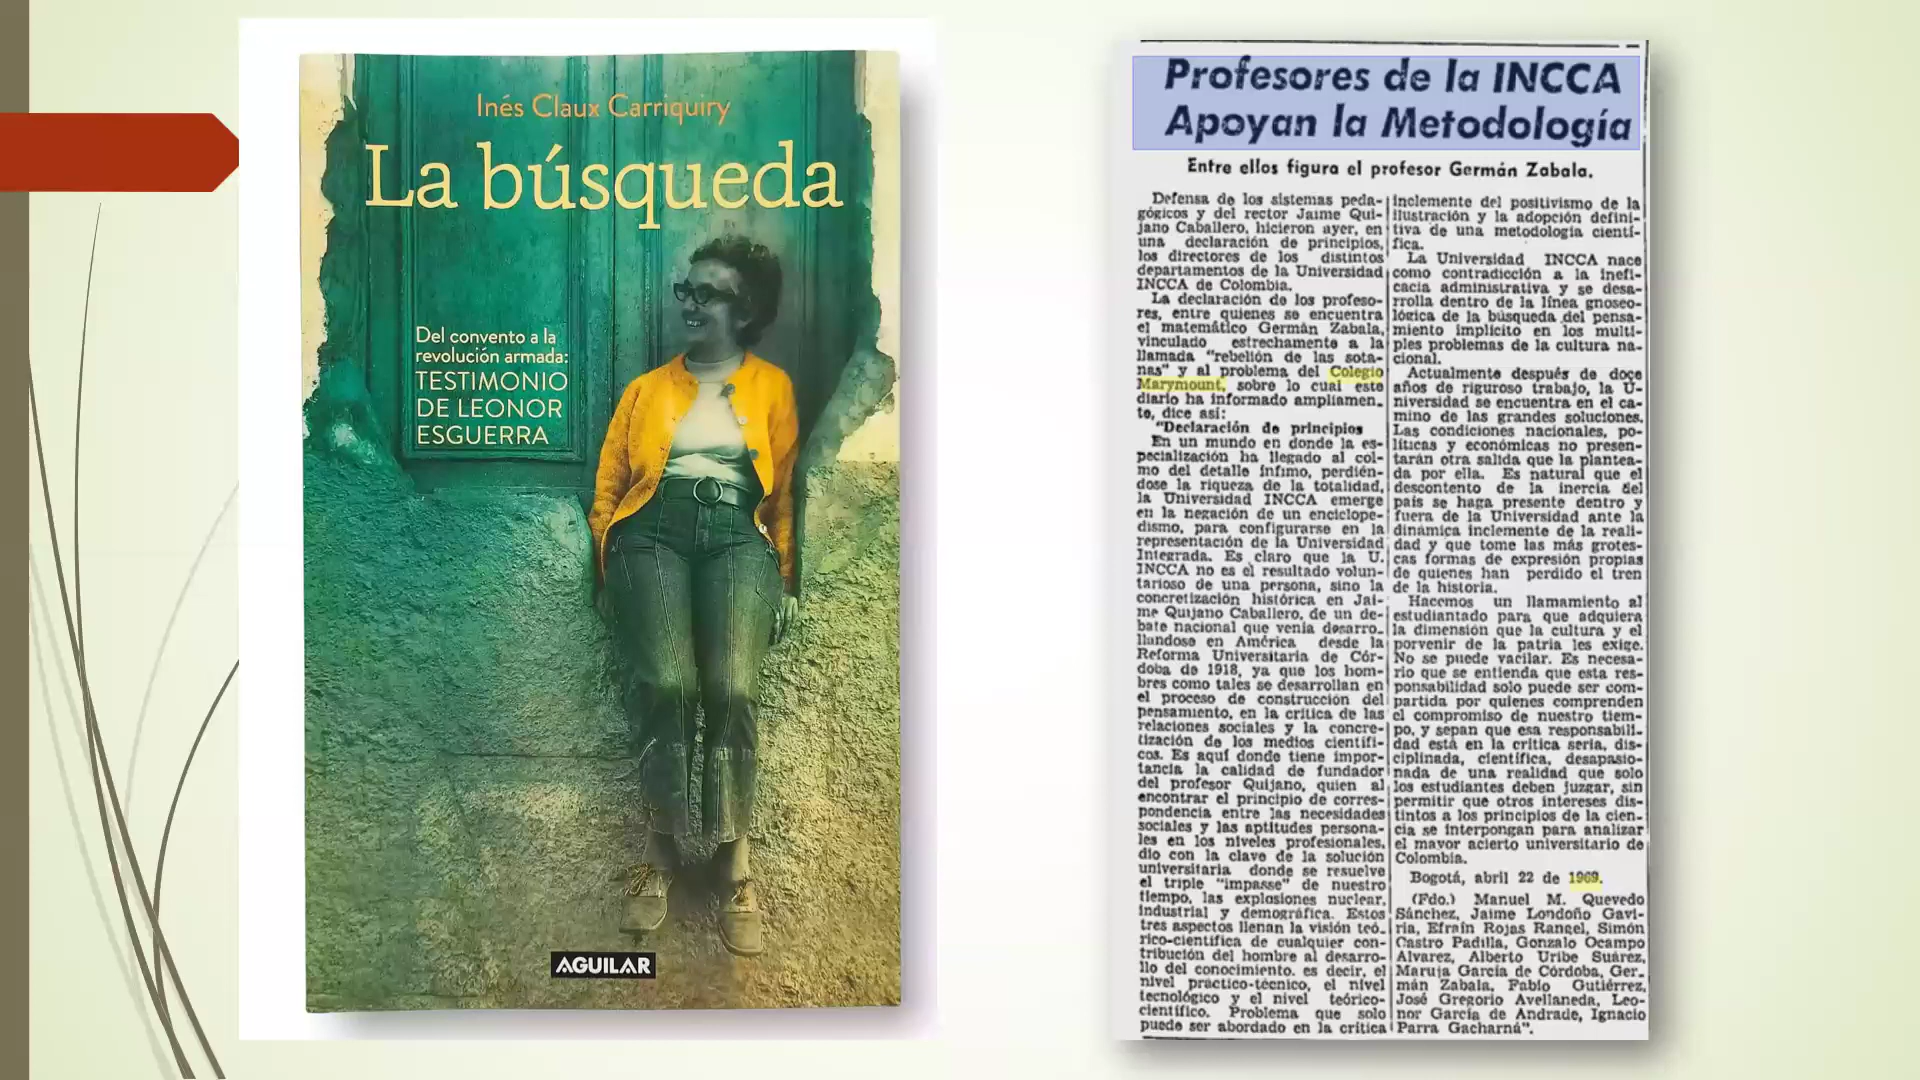 Inés Claux Carriquiry
La búsqueda
Del convento a la
revolución armada:
TESTIMONIO
DE LEONOR
ESGUERRA
AGUILAR
Profesores de la INCCA
Apoyan la Metodología
Entre ellos figura el profesor Germán Zabala.
Defensa de los sistemas peda-
gógicos y del rector Jaime Qui-
jano Caballero, hicieron ayer, en
una declaración de principios,
los directores de los distintos
departamentos de la Universidad
INCCA de Colombia.
La declaración de los profeso-
res, entre quienes se encuentra
el matemático Germán Zabala,
vinculado estrechamente a la
llamada "rebelión de las sota-
nas" y al problema del Colegio
Marymount, sobre lo cual este
diario ha informado ampliamen-
te, dice así:
"Declaración de principios
En un mundo en donde la es-
pecialización ha llegado al col-
mo del detalle ínfimo, perdién-
dose la riqueza de la totalidad,
la Universidad INCCA emerge
en la negación de un enciclope-
dismo, para configurarse en la
representación de la Universidad
Integrada. Es claro que la U.
INCCA no es el resultado volun-
tarioso de una persona, sino la
concretización histórica en Jai-
me Quijano Caballero, de un de-
bate nacional que venía desarro-
llandose en América desde la
Reforma Universitaria de Cór-
doba de 1918, ya que los hom-
bres como tales se desarrollan en
el proceso de construcción del
pensamiento, en la crítica de las
relaciones sociales y la concre-
tización de los medios científi-
cos. Es aquí donde tiene impor-
tancia la calidad de fundador
del profesor Quijano, quien al
encontrar el principio de corres-
pondencia entre las necesidades
sociales y las aptitudes persona-
les en los niveles profesionales,
dio con la clave de la solución
universitaria donde se resuelve
el triple "impasse" de nuestro
tiempo, las explosiones nuclear,
industrial y demográfica. Estos
tres aspectos llenan la visión teó-
rico-científica de cualquier con-
tribución del hombre al desarro-
llo del conocimiento. es decir, el
nivel práctico-técnico, el nivel
tecnológico y el nivel teórico-
científico. Problema que solo
puede ser abordado en la crítica
inclemente del positivismo de la
ilustración y la adopción defini-
tiva de una metodología cientí-
fica.
La Universidad INCCA nace
como contradicción a la inefi-
cacia administrativa y se desa-
rrolla dentro de la línea gnoseo-
lógica de la búsqueda del pensa-
miento implícito en los multi-
ples problemas de la cultura na-
cional.
Actualmente después de doce
años de riguroso trabajo, la U-
niversidad se encuentra en el ca-
mino de las grandes soluciones.
Las condiciones nacionales, po-
líticas y económicas no presen-
tarán otra salida que la plantea-
da por ella. Es natural que el
descontento de la inercia del
país se haga presente dentro y
fuera de la Universidad ante la
dinámica inclemente de la reali-
dad y que tome las más grotes-
cas formas de expresión propias
de quienes han perdido el tren
de la historia.
Hacemos un llamamiento al
estudiantado para que adquiera
la dimensión que la cultura y el
porvenir de la patria les exige.
No se puede vacilar. Es necesa-
rio que se entienda que esta res-
ponsabilidad solo puede ser com-
partida por quienes comprenden
el compromiso de nuestro tiem-
po, y sepan que esa responsabili-
dad está en la crítica seria, dis-
ciplinada, científica, desapasio-
nada de una realidad que solo
los estudiantes deben juzgar, sin
permitir que otros intereses dis-
tintos a los principios de la cien-
cia se interpongan para analizar
el mayor acierto universitario de
Colombia.
Bogotá, abril 22 de 1969.
(Fdo.) Manuel M. Quevedo
Sánchez, Jaime Londoño Gavi-
ria, Efraín Rojas Rangel, Simón
Castro Padilla, Gonzalo Ocampo
Alvarez, Alberto Uribe Suárez,
Maruja García de Córdoba, Ger-
mán Zabala, Pablo Gutiérrez,
José Gregorio Avellaneda, Leo-
nor García de Andrade, Ignacio
Parra Gacharná".